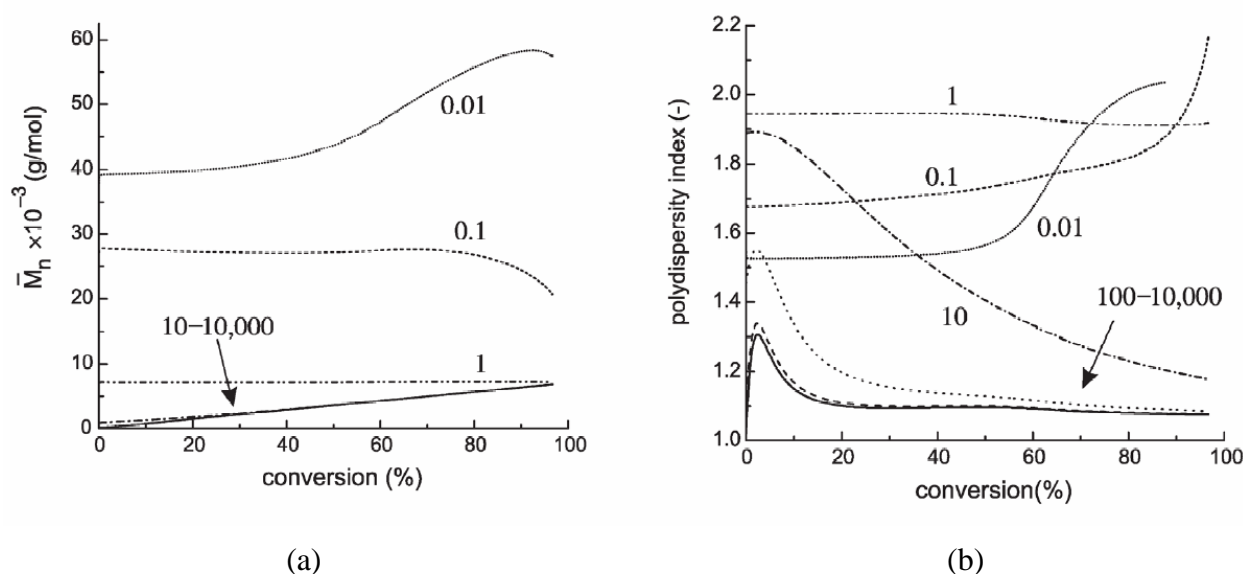 60
50
40
30
20
10
0
M̄n ×10⁻³ (g/mol)
0.01
0.1
10−10,000
1
0 20 40 60 80 100
conversion (%)
(a)
2.2
2.0
1.8
1.6
1.4
1.2
1.0
polydispersity index (-)
1
0.1
0.01
10
100−10,000
0 20 40 60 80 100
conversion(%)
(b)